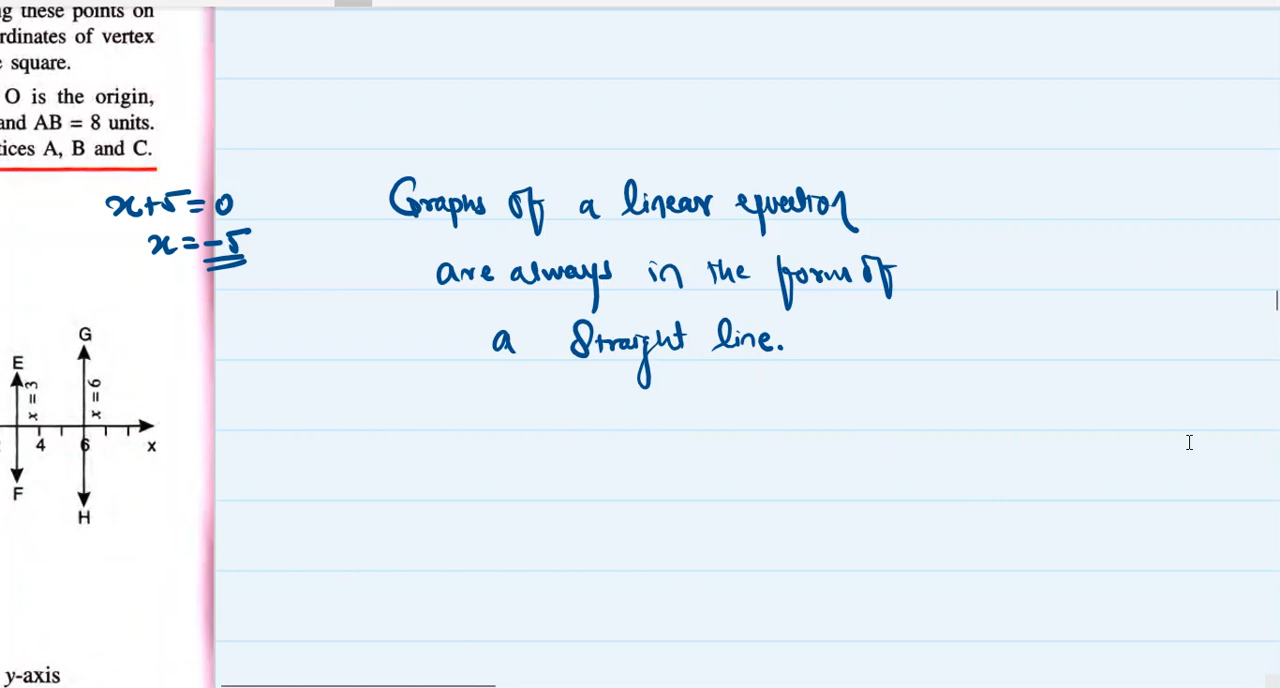 g these points on
rdinates of vertex
e square.
O is the origin,
and AB = 8 units.
tices A, B and C.
x+5=0
x=-5
Graphs of a linear equation
are always in the form of
a Straight line.
G
E
x = 3
x = 6
4
6
x
F
H
y-axis